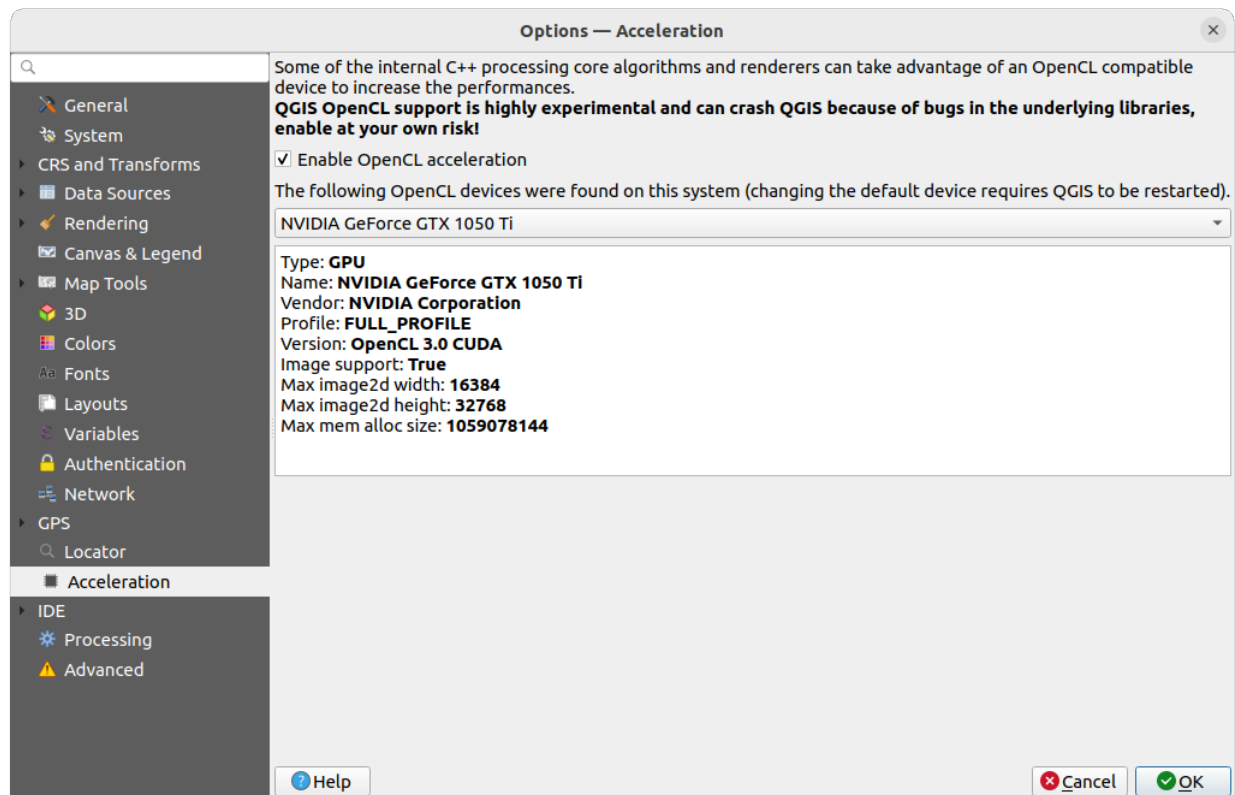 Options — Acceleration
General
System
CRS and Transforms
Data Sources
Rendering
Canvas & Legend
Map Tools
3D
Colors
Aa Fonts
Layouts
Variables
Authentication
Network
GPS
Locator
Acceleration
IDE
Processing
Advanced
Some of the internal C++ processing core algorithms and renderers can take advantage of an OpenCL compatible
device to increase the performances.
QGIS OpenCL support is highly experimental and can crash QGIS because of bugs in the underlying libraries,
enable at your own risk!
Enable OpenCL acceleration
The following OpenCL devices were found on this system (changing the default device requires QGIS to be restarted).
NVIDIA GeForce GTX 1050 Ti
Type: GPU
Name: NVIDIA GeForce GTX 1050 Ti
Vendor: NVIDIA Corporation
Profile: FULL_PROFILE
Version: OpenCL 3.0 CUDA
Image support: True
Max image2d width: 16384
Max image2d height: 32768
Max mem alloc size: 1059078144
Help
Cancel
OK